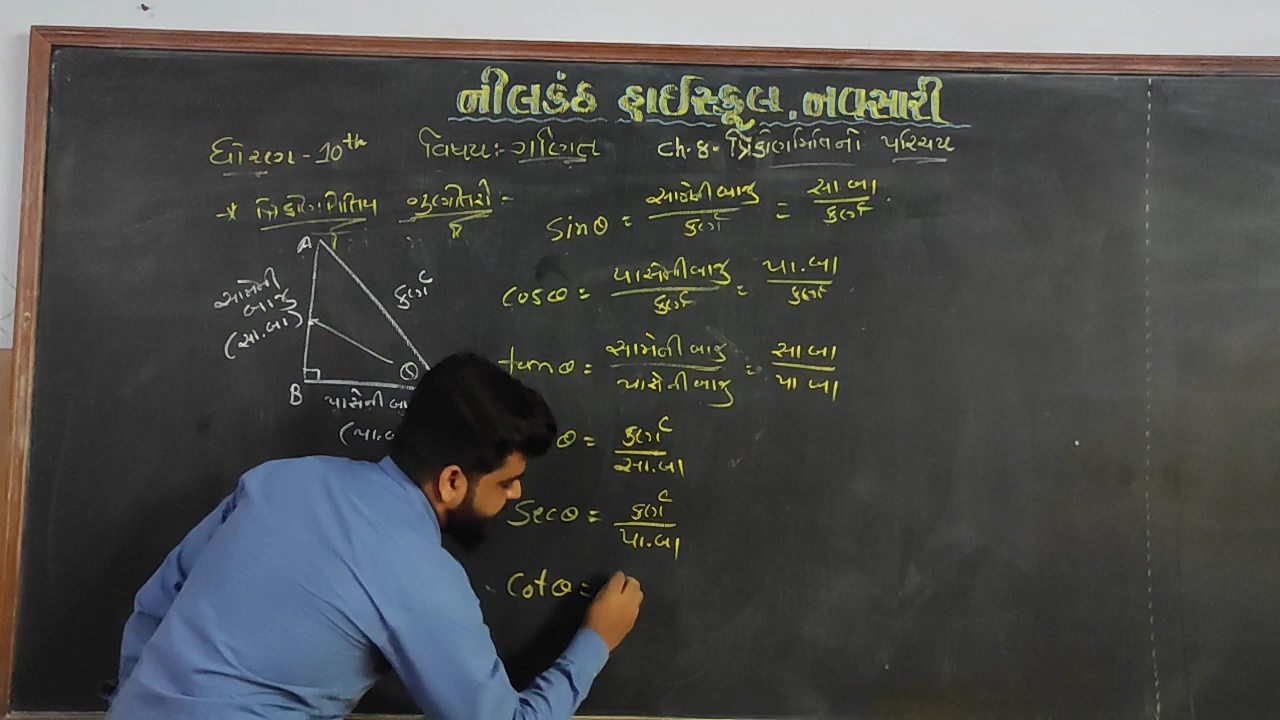 નીલકંઠ હાઈસ્કૂલ.નવસારી
ધોરણ-10th વિષય:- ગણિત Ch.8. ત્રિકોણમિતિનો પરિચય
* ત્રિકોણમિતિય ગુણોત્તરો :-
sinθ = સામેની બાજુ / કર્ણ = સા.બા / કર્ણ
cosθ = પાસેની બાજુ / કર્ણ = પા.બા / કર્ણ
tanθ = સામેની બાજુ / પાસેની બાજુ = સા બા / પા બા
θ = કર્ણ / સા.બા
secθ = કર્ણ / પા.બા
cotθ =
A
સામેની
બાજુ
(સા.બા)
કર્ણ
θ
B
પાસેની બા
(પા.બ